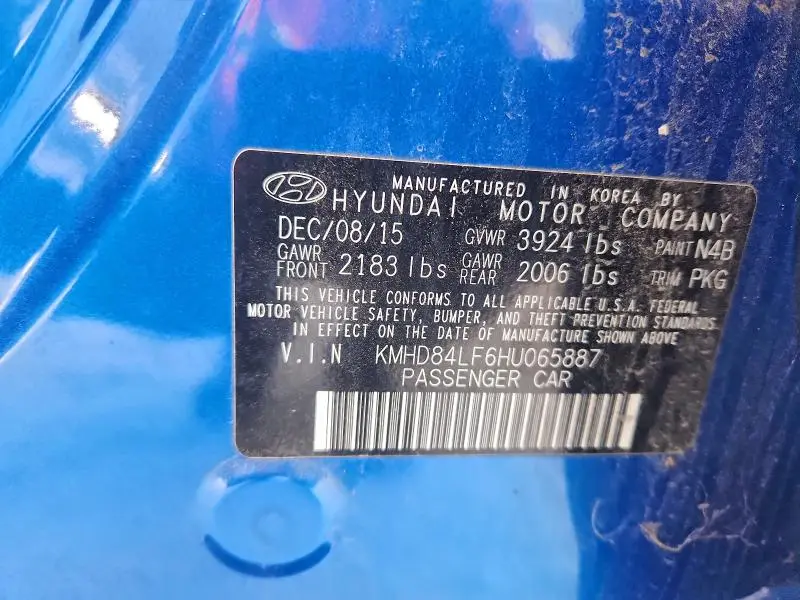 MANUFACTURED IN KOREA BY
HYUNDAI MOTOR COMPANY
DEC/08/15 GVWR 3924 lbs PAINT N4B
GAWR FRONT 2183 lbs GAWR REAR 2006 lbs TRIM PKG
THIS VEHICLE CONFORMS TO ALL APPLICABLE U.S.A. FEDERAL
MOTOR VEHICLE SAFETY, BUMPER, AND THEFT PREVENTION STANDARDS
IN EFFECT ON THE DATE OF MANUFACTURE SHOWN ABOVE
V.I.N KMHD84LF6HU065887
PASSENGER CAR